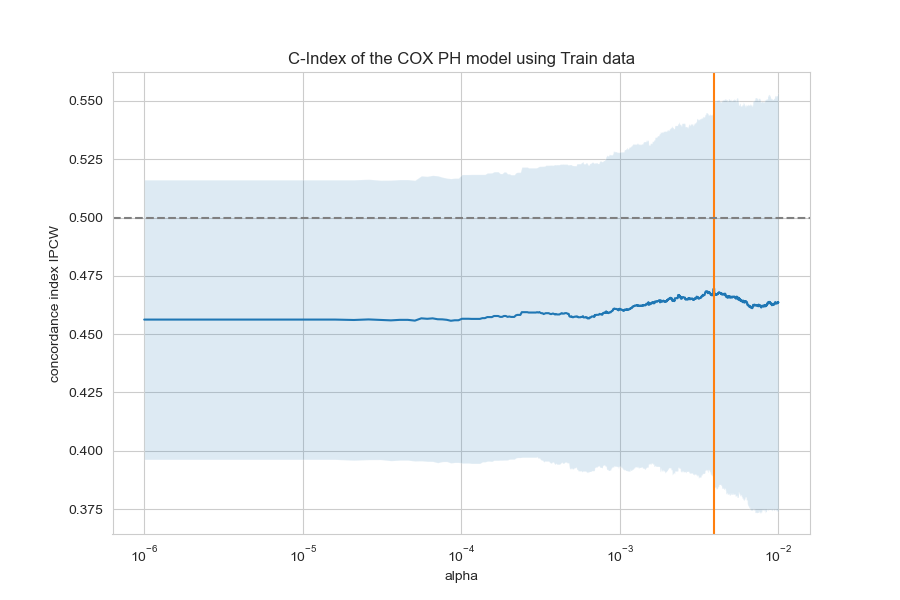 C-Index of the COX PH model using Train data
concordance index IPCW
0.550
0.525
0.500
0.475
0.450
0.425
0.400
0.375
10⁻⁶ 10⁻⁵ 10⁻⁴ 10⁻³ 10⁻²
alpha